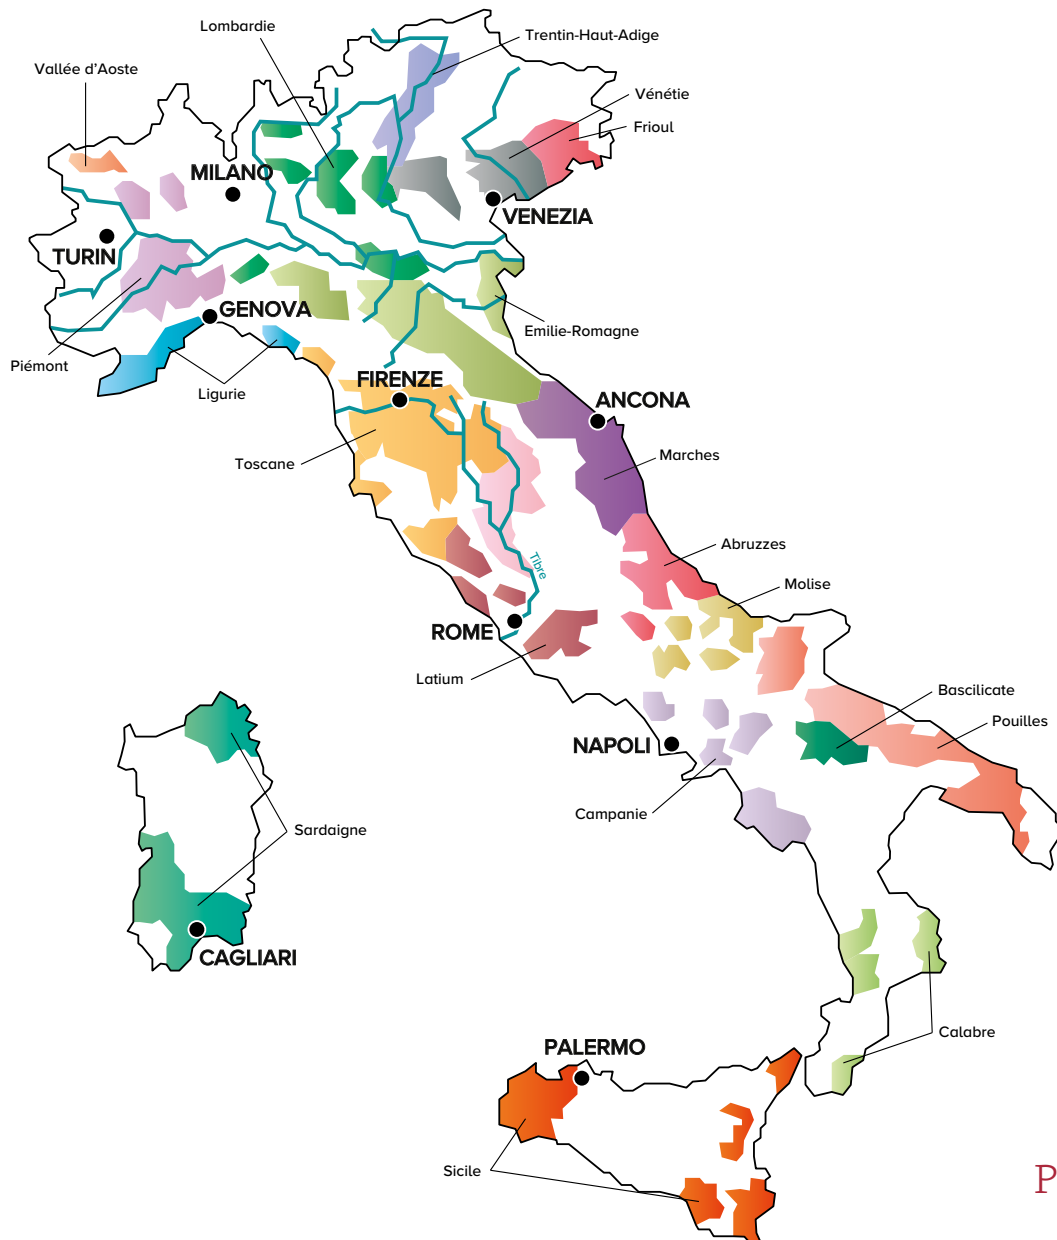 Lombardie
Trentin-Haut-Adige
Vallée d'Aoste
Vénétie
Frioul
MILANO
VENEZIA
TURIN
GENOVA
Emilie-Romagne
Piémont
Ligurie
FIRENZE
ANCONA
Toscane
Marches
Abruzzes
Tibre
Molise
ROME
Latium
Bascilicate
Pouilles
NAPOLI
Campanie
Sardaigne
CAGLIARI
Calabre
PALERMO
Sicile
P